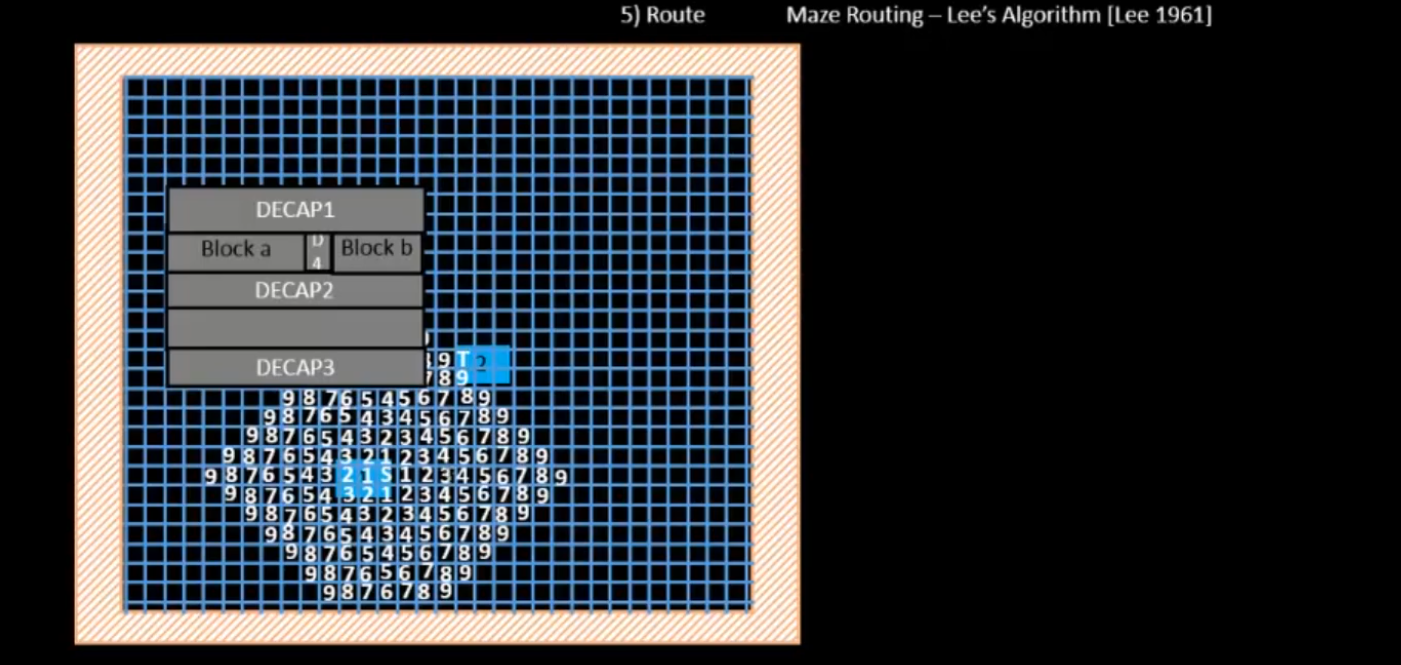 5) Route Maze Routing – Lee's Algorithm [Lee 1961]
DECAP1
Block a D 4 Block b
DECAP2
9 T 2
DECAP3
7 8 9
9 8 7 6 5 4 5 6 7 8 9
9 8 7 6 5 4 3 4 5 6 7 8 9
9 8 7 6 5 4 3 2 3 4 5 6 7 8 9
9 8 7 6 5 4 3 2 1 2 3 4 5 6 7 8 9
9 8 7 6 5 4 3 2 1 S 1 2 3 4 5 6 7 8 9
9 8 7 6 5 4 3 2 1 2 3 4 5 6 7 8 9
9 8 7 6 5 4 3 2 3 4 5 6 7 8 9
9 8 7 6 5 4 3 4 5 6 7 8 9
9 8 7 6 5 4 5 6 7 8 9
9 8 7 6 5 6 7 8 9
9 8 7 6 7 8 9